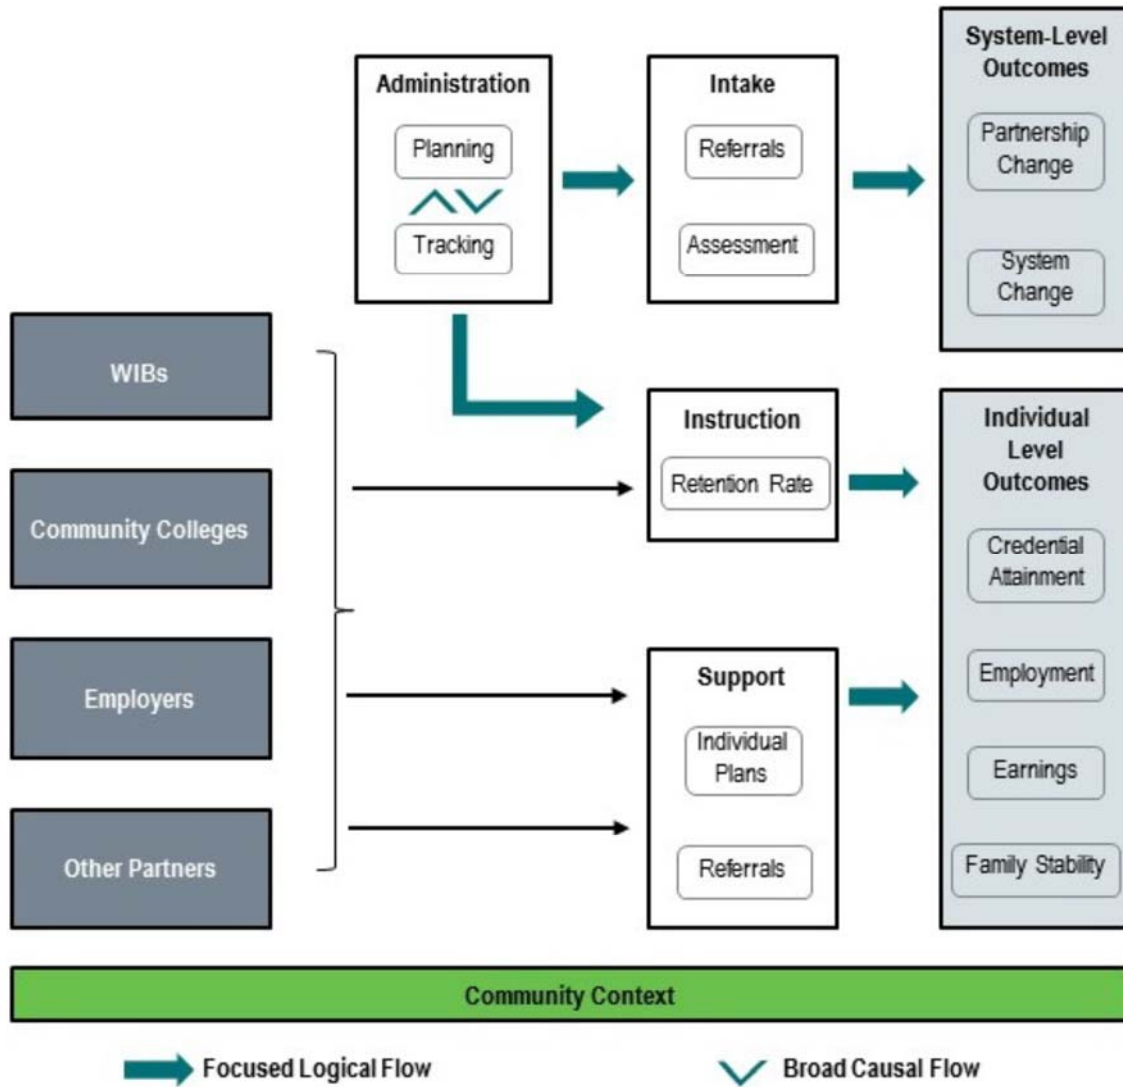 Administration
Planning
Tracking
Intake
Referrals
Assessment
System-Level
Outcomes
Partnership
Change
System
Change
WIBs
Community Colleges
Employers
Other Partners
Instruction
Retention Rate
Support
Individual
Plans
Referrals
Individual
Level
Outcomes
Credential
Attainment
Employment
Earnings
Family Stability
Community Context
Focused Logical Flow
Broad Causal Flow